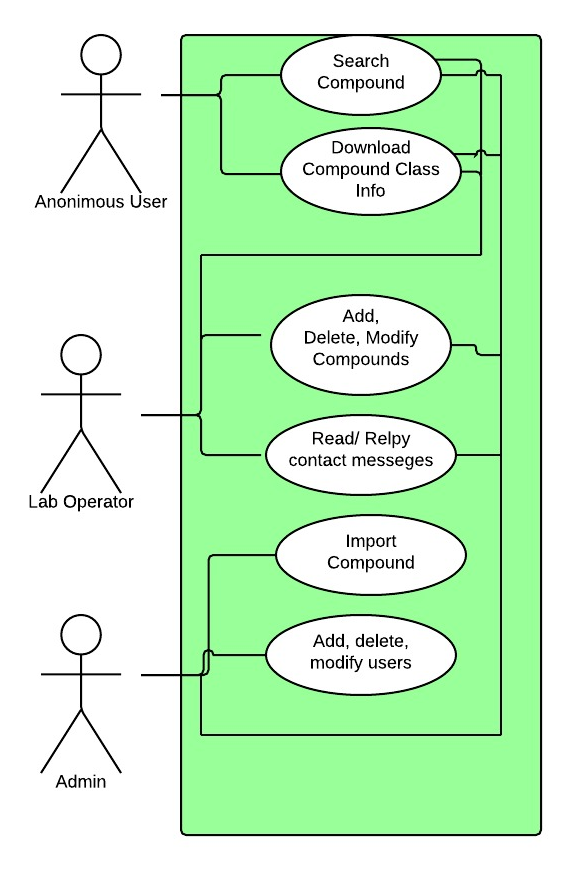 Search
Compound
Download
Compound Class
Info
Anonimous User
Add,
Delete, Modify
Compounds
Read/ Relpy
contact messeges
Lab Operator
Import
Compound
Add, delete,
modify users
Admin